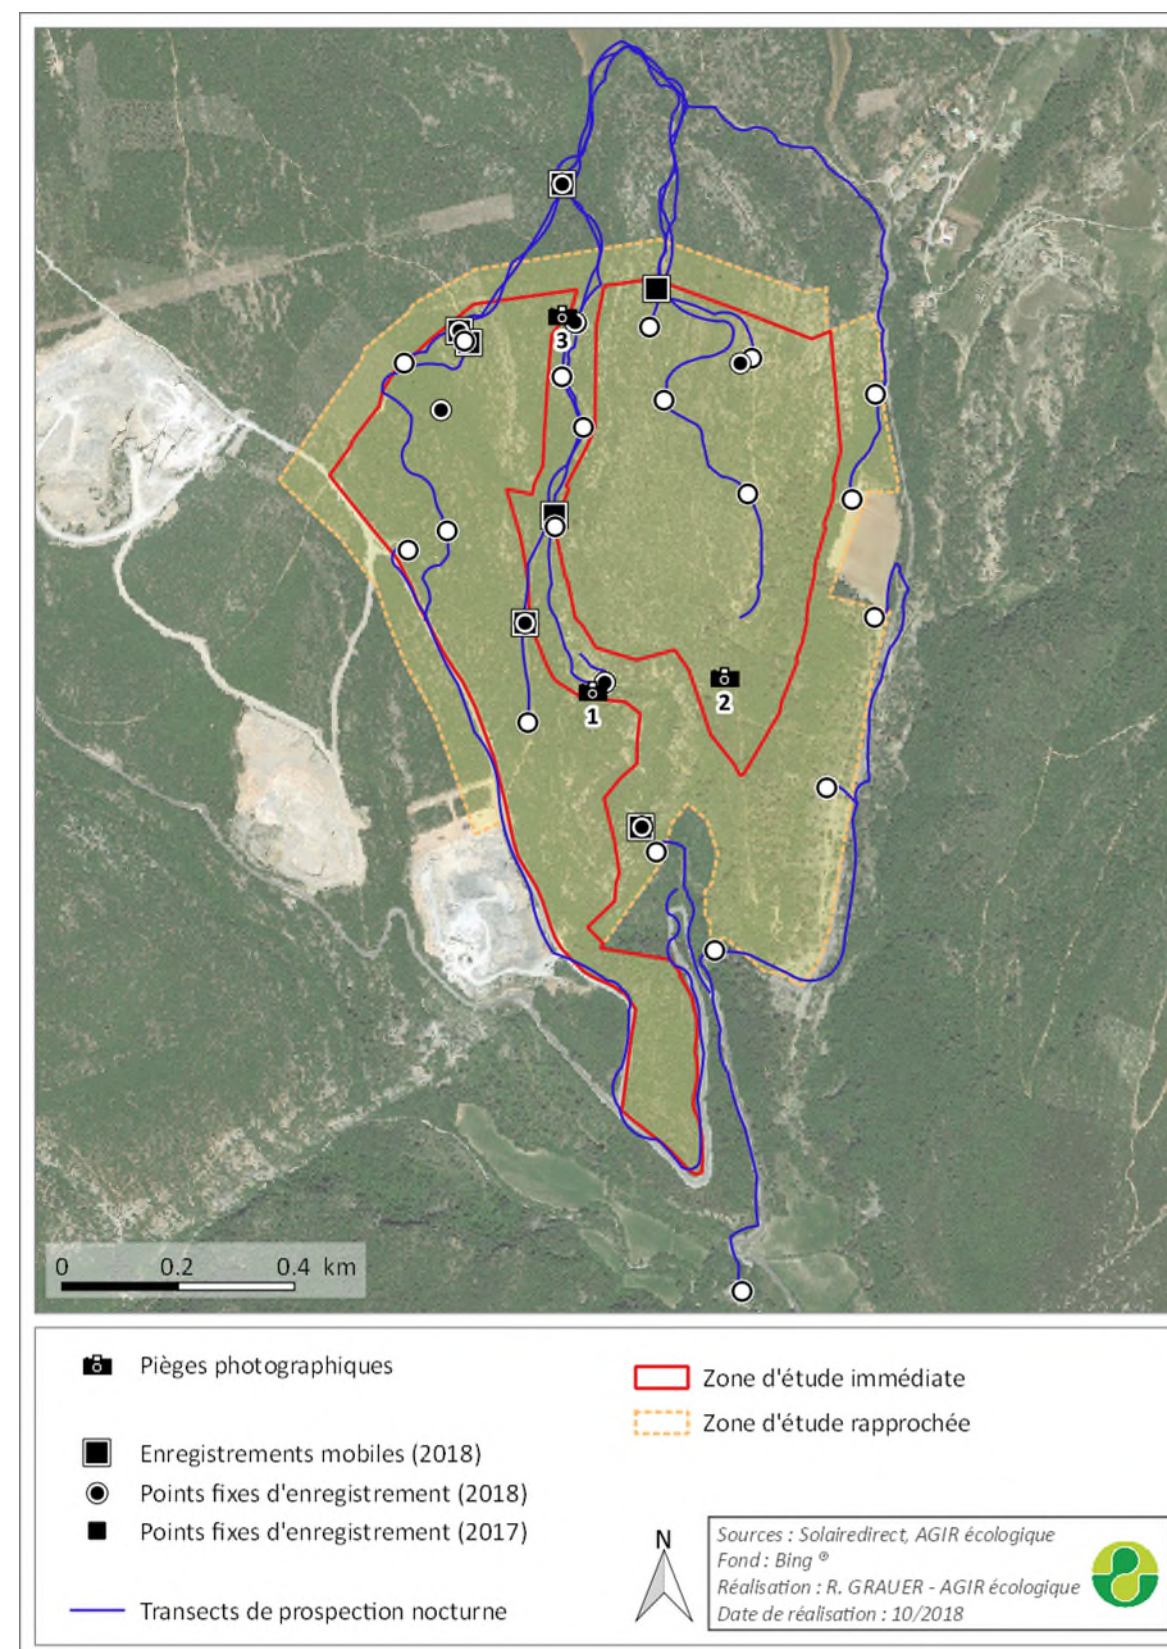 3
1
2
0 0.2 0.4 km
Pièges photographiques
Enregistrements mobiles (2018)
Points fixes d'enregistrement (2018)
Points fixes d'enregistrement (2017)
Transects de prospection nocturne
Zone d'étude immédiate
Zone d'étude rapprochée
N
Sources : Solairedirect, AGIR écologique
Fond : Bing ®
Réalisation : R. GRAUER - AGIR écologique
Date de réalisation : 10/2018